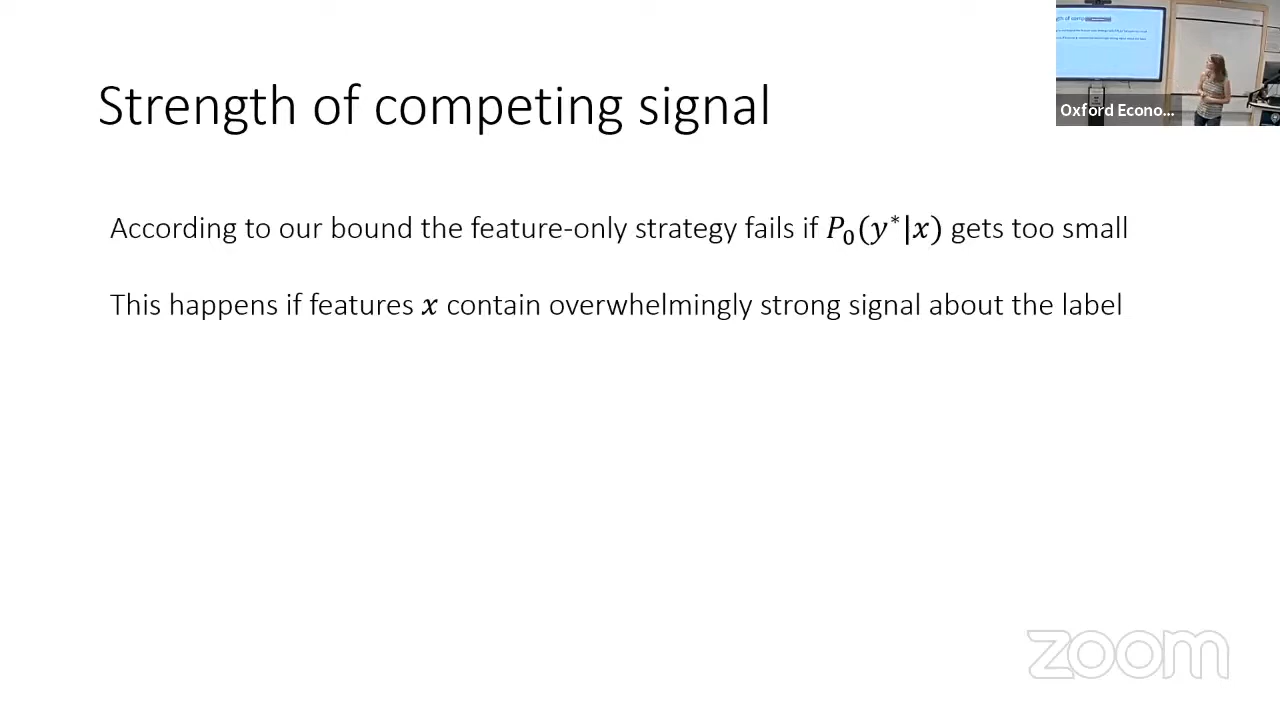 Strength of competing signal
Oxford Econo...
According to our bound the feature-only strategy fails if P₀(y*|x) gets too small
This happens if features x contain overwhelmingly strong signal about the label
zoom